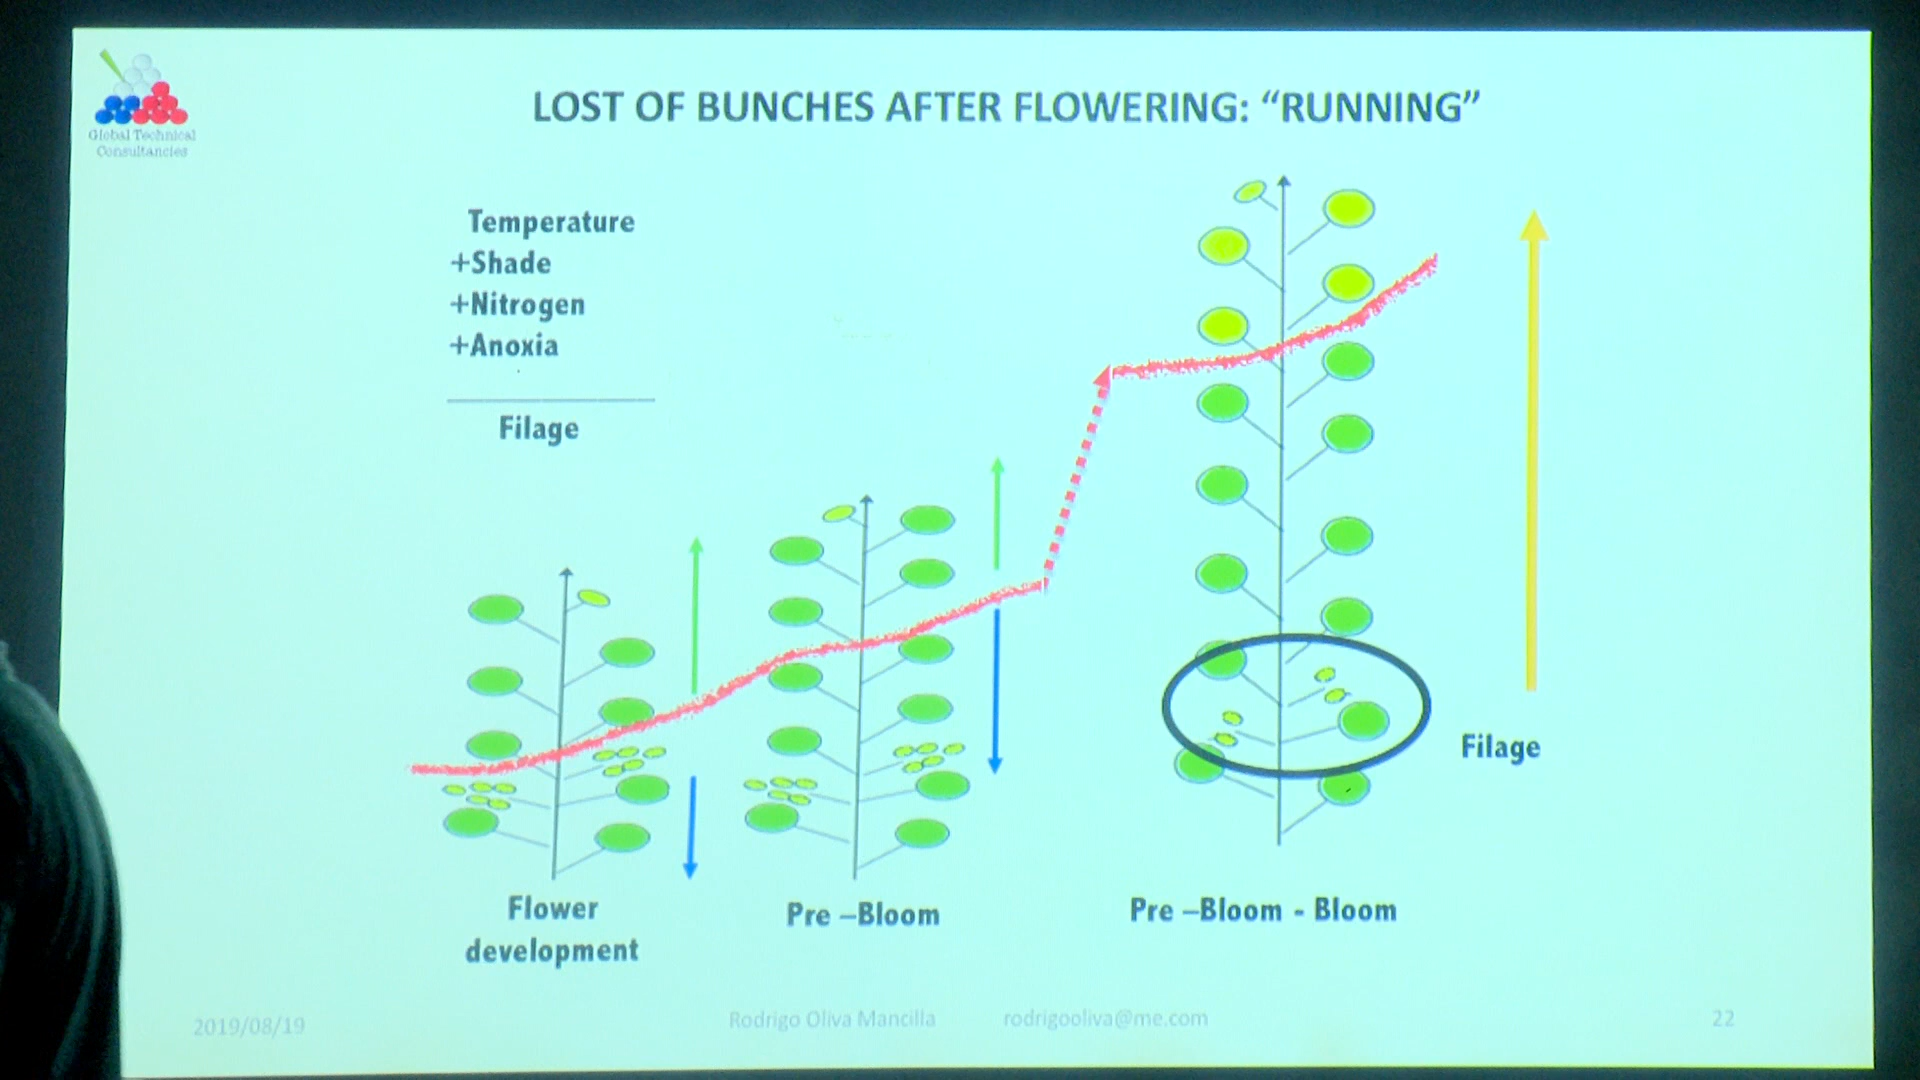 Global Technical
Consultancies
LOST OF BUNCHES AFTER FLOWERING: “RUNNING”
Temperature
+Shade
+Nitrogen
+Anoxia
Filage
Filage
Flower
development
Pre –Bloom
Pre –Bloom - Bloom
2019/08/19
Rodrigo Oliva Mancilla
rodrigooliva@me.com
22